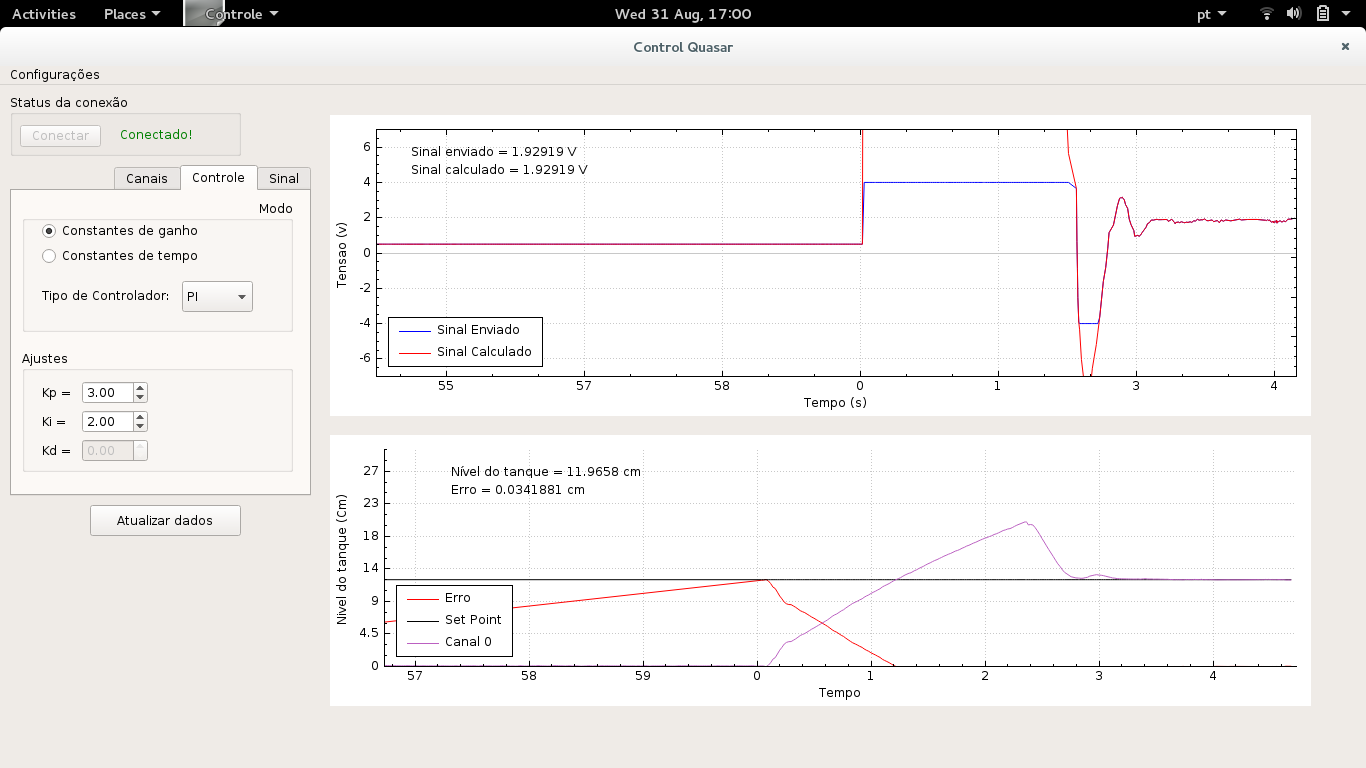 Activities Places Controle Wed 31 Aug, 17:00 pt
Control Quasar ×
Configurações
Status da conexão
Conectar Conectado!
Canais Controle Sinal
Modo
Constantes de ganho
Constantes de tempo
Tipo de Controlador: PI
Ajustes
Kp = 3.00
Ki = 2.00
Kd = 0.00
Atualizar dados
Sinal enviado = 1.92919 V
Sinal calculado = 1.92919 V
6
4
2
0
-2
-4
-6
Tensao (v)
Sinal Enviado
Sinal Calculado
55 57 58 0 1 3 4
Tempo (s)
Nível do tanque = 11.9658 cm
Erro = 0.0341881 cm
27
23
18
14
9
4.5
0
Nivel do tanque (Cm)
Erro
Set Point
Canal 0
57 58 59 0 1 2 3 4
Tempo